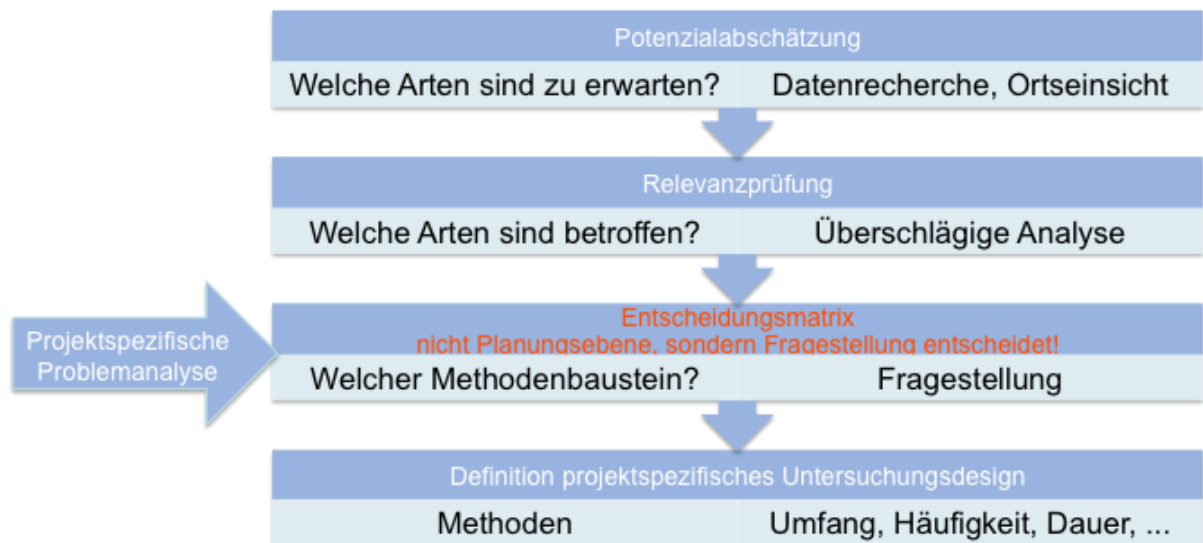 Potenzialabschätzung
Welche Arten sind zu erwarten? Datenrecherche, Ortseinsicht
Relevanzprüfung
Welche Arten sind betroffen? Überschlägige Analyse
Projektspezifische
Problemanalyse
Entscheidungsmatrix
nicht Planungsebene, sondern Fragestellung entscheidet!
Welcher Methodenbaustein? Fragestellung
Definition projektspezifisches Untersuchungsdesign
Methoden Umfang, Häufigkeit, Dauer, ...